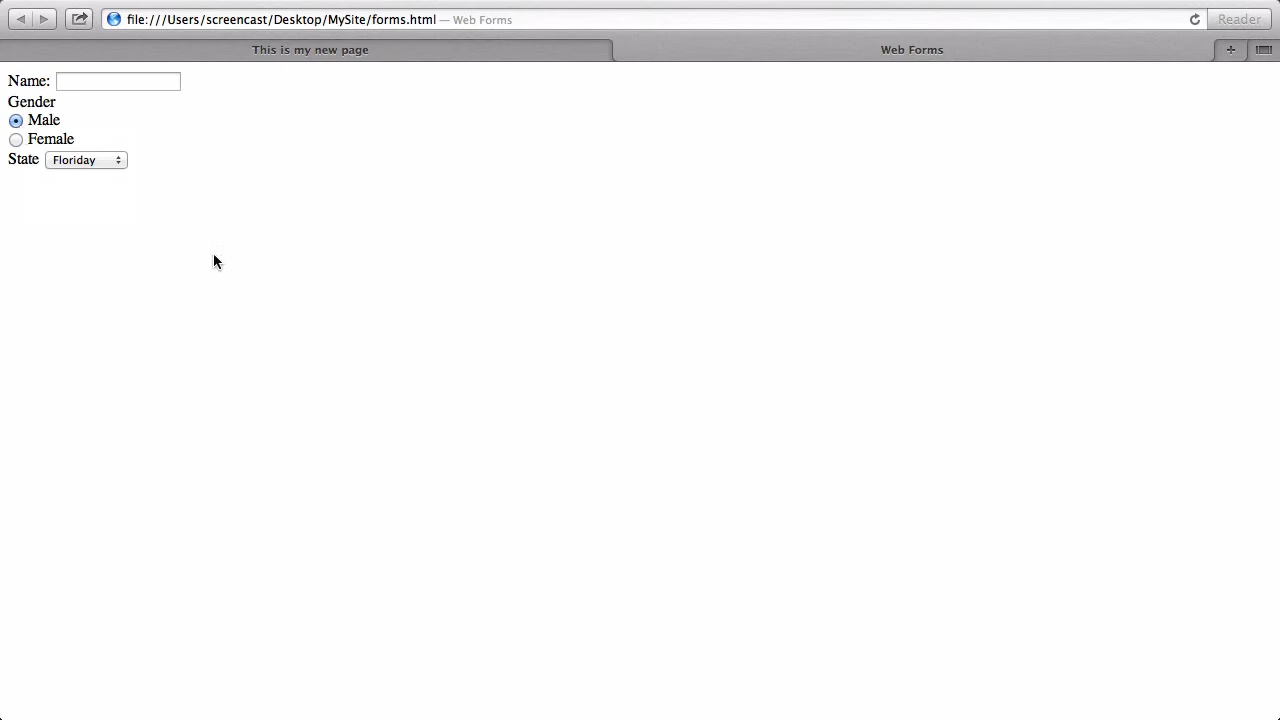 file:///Users/screencast/Desktop/MySite/forms.html — Web Forms
Reader
This is my new page
Web Forms
+
Name:
Gender
Male
Female
State Floriday